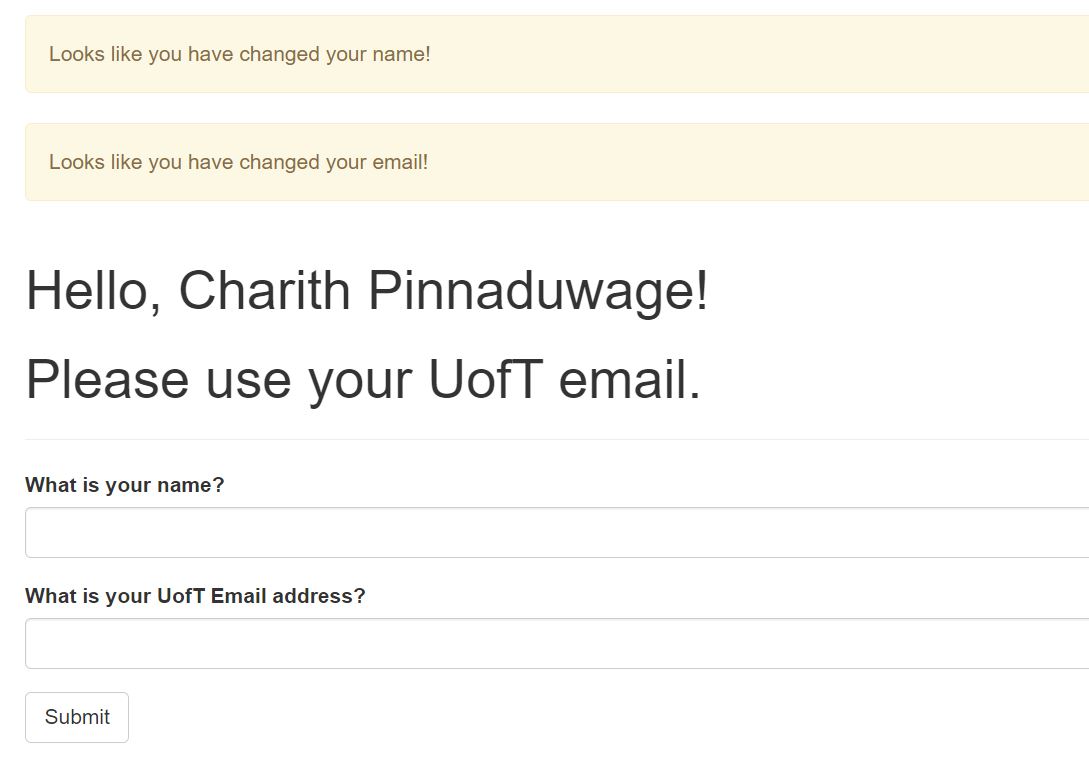 Looks like you have changed your name!
Looks like you have changed your email!
Hello, Charith Pinnaduwage!
Please use your UofT email.
What is your name?
What is your UofT Email address?
Submit